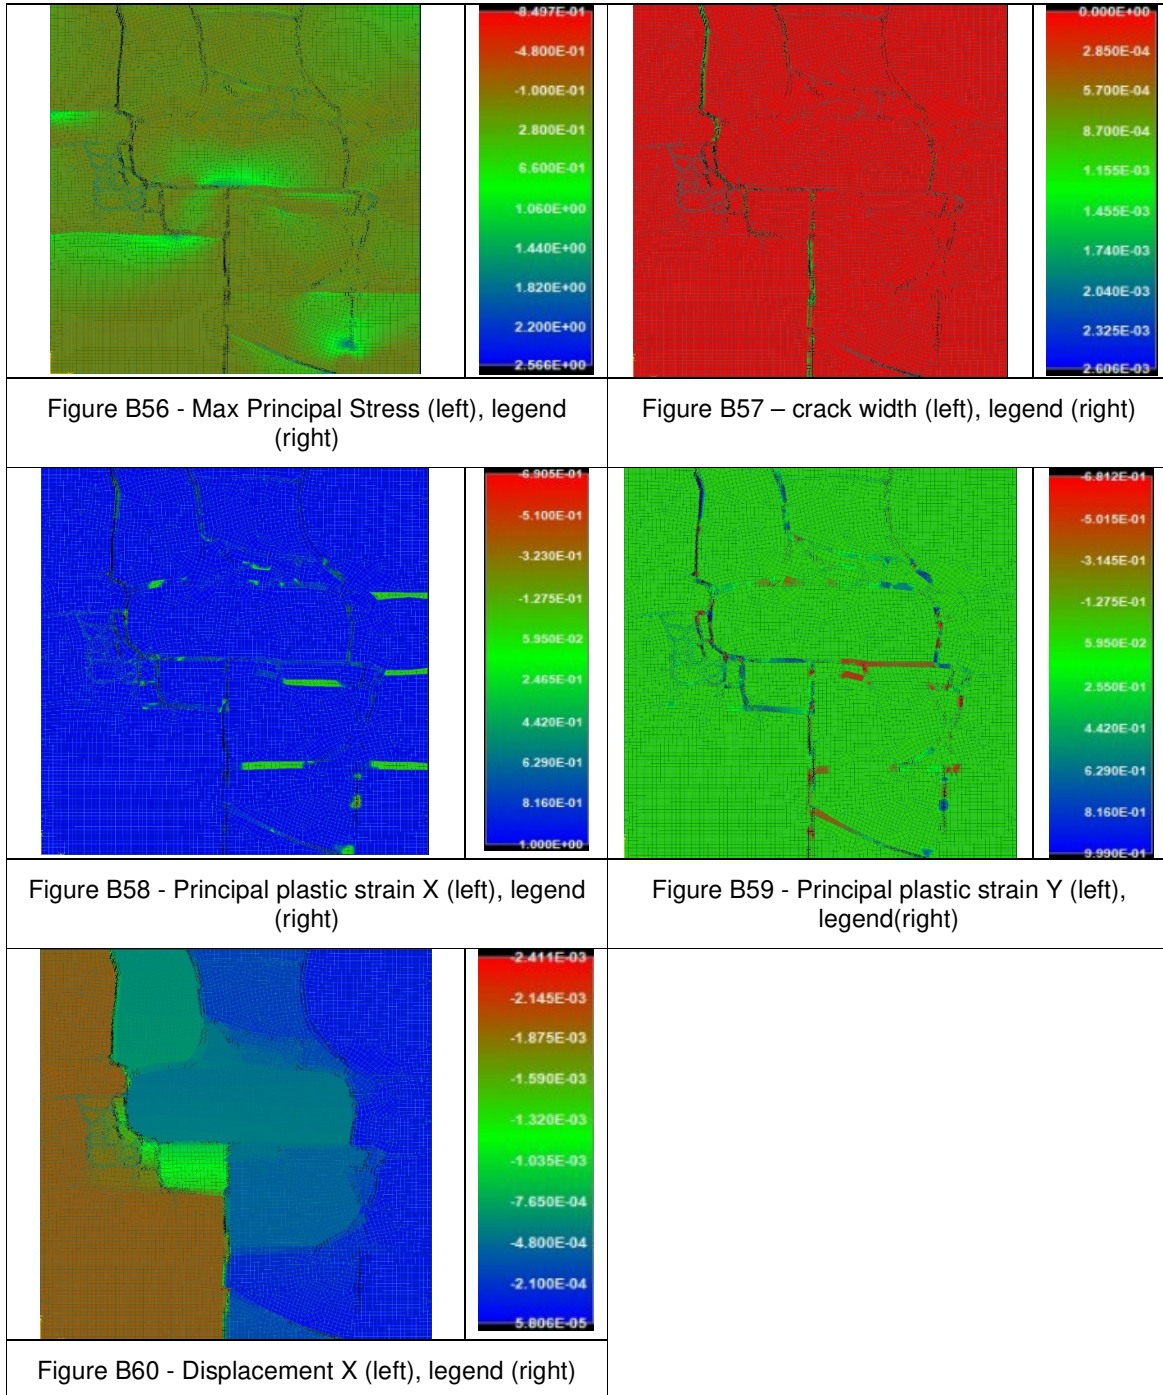 -8.497E-01
-4.800E-01
-1.000E-01
2.800E-01
6.600E-01
1.060E+00
1.440E+00
1.820E+00
2.200E+00
2.566E+00
0.000E+00
2.850E-04
5.700E-04
8.700E-04
1.155E-03
1.455E-03
1.740E-03
2.040E-03
2.325E-03
2.606E-03
Figure B56 - Max Principal Stress (left), legend
(right)
Figure B57 – crack width (left), legend (right)
-6.905E-01
-5.100E-01
-3.230E-01
-1.275E-01
5.950E-02
2.465E-01
4.420E-01
6.290E-01
8.160E-01
1.000E+00
-6.812E-01
-5.015E-01
-3.145E-01
-1.275E-01
5.950E-02
2.550E-01
4.420E-01
6.290E-01
8.160E-01
9.990E-01
Figure B58 - Principal plastic strain X (left), legend
(right)
Figure B59 - Principal plastic strain Y (left),
legend(right)
-2.411E-03
-2.145E-03
-1.875E-03
-1.590E-03
-1.320E-03
-1.035E-03
-7.650E-04
-4.800E-04
-2.100E-04
5.806E-05
Figure B60 - Displacement X (left), legend (right)